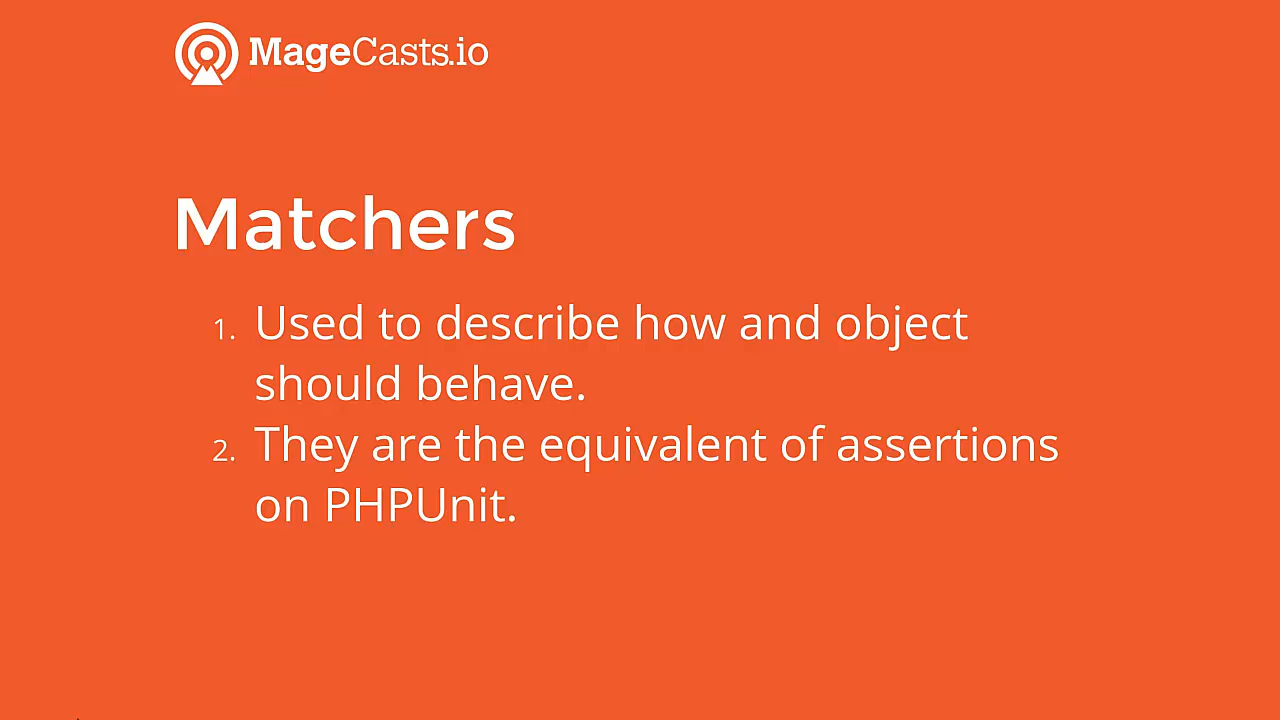 MageCasts.io
Matchers
1. Used to describe how and object
should behave.
2. They are the equivalent of assertions
on PHPUnit.